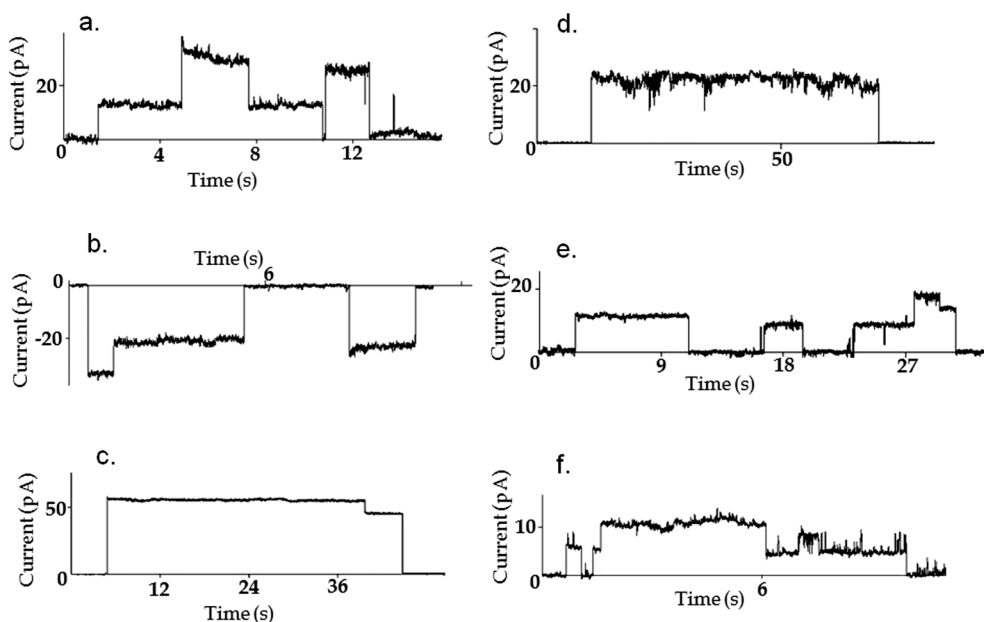 a.
Current (pA)
20
0
4
8
12
Time (s)
b.
Time (s)
0
6
Current (pA)
-20
c.
Current (pA)
50
0
12
24
36
Time (s)
d.
Current (pA)
20
0
50
Time (s)
e.
Current (pA)
20
0
9
18
27
Time (s)
f.
Current (pA)
10
0
6
Time (s)